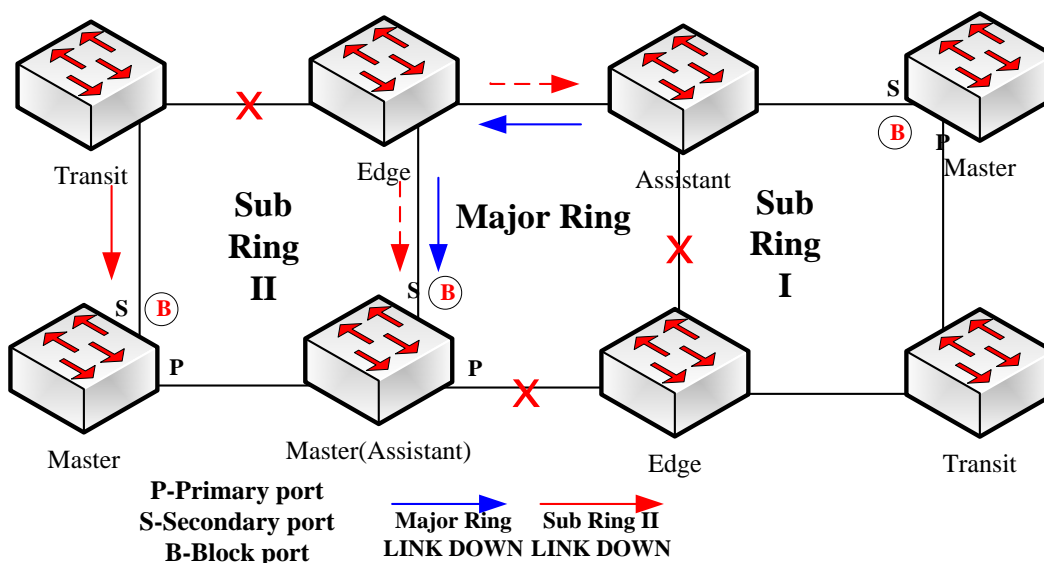 S
B
P
Transit
Edge
Assistant
Master
Sub
Ring
II
Major Ring
Sub
Ring
I
S
B
P
S
B
P
Master
Master(Assistant)
Edge
Transit
P-Primary port
S-Secondary port
B-Block port
Major Ring
LINK DOWN
Sub Ring II
LINK DOWN